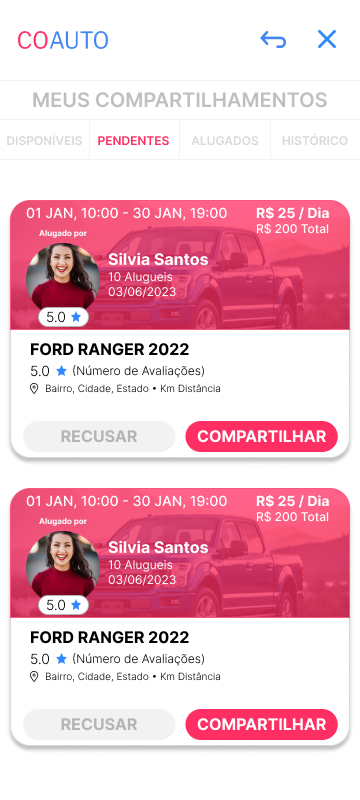 COAUTO
MEUS COMPARTILHAMENTOS
DISPONÍVEIS PENDENTES ALUGADOS HISTÓRICO
01 JAN, 10:00 - 30 JAN, 19:00 R$ 25 / Dia
Alugado por R$ 200 Total
Silvia Santos
10 Alugueis
03/06/2023
5.0
FORD RANGER 2022
5.0 (Número de Avaliações)
Bairro, Cidade, Estado • Km Distância
RECUSAR COMPARTILHAR
01 JAN, 10:00 - 30 JAN, 19:00 R$ 25 / Dia
Alugado por R$ 200 Total
Silvia Santos
10 Alugueis
03/06/2023
5.0
FORD RANGER 2022
5.0 (Número de Avaliações)
Bairro, Cidade, Estado • Km Distância
RECUSAR COMPARTILHAR